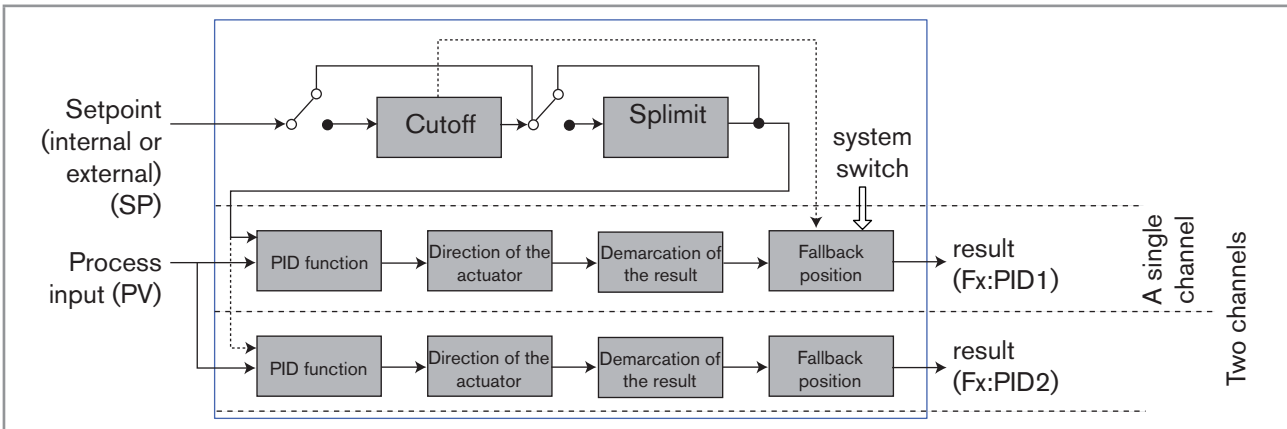 Setpoint
(internal or
external)
(SP)
Cutoff
Splimit
system
switch
Process
input (PV)
PID function
Direction of the
actuator
Demarcation
of the result
Fallback
position
result
(Fx:PID1)
A single
channel
Two channels
PID function
Direction of the
actuator
Demarcation of
the result
Fallback
position
result
(Fx:PID2)